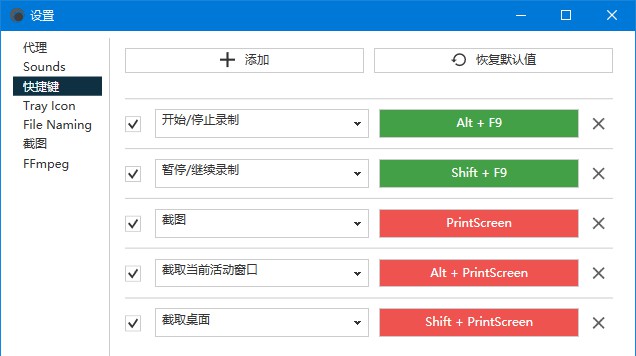 设置
代理
Sounds
快捷键
Tray Icon
File Naming
截图
FFmpeg
添加
恢复默认值
开始/停止录制
Alt + F9
暂停/继续录制
Shift + F9
截图
PrintScreen
截取当前活动窗口
Alt + PrintScreen
截取桌面
Shift + PrintScreen